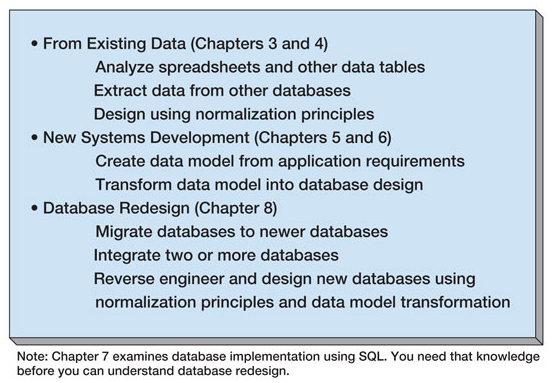 • From Existing Data (Chapters 3 and 4)
Analyze spreadsheets and other data tables
Extract data from other databases
Design using normalization principles
• New Systems Development (Chapters 5 and 6)
Create data model from application requirements
Transform data model into database design
• Database Redesign (Chapter 8)
Migrate databases to newer databases
Integrate two or more databases
Reverse engineer and design new databases using
normalization principles and data model transformation
Note: Chapter 7 examines database implementation using SQL. You need that knowledge
before you can understand database redesign.